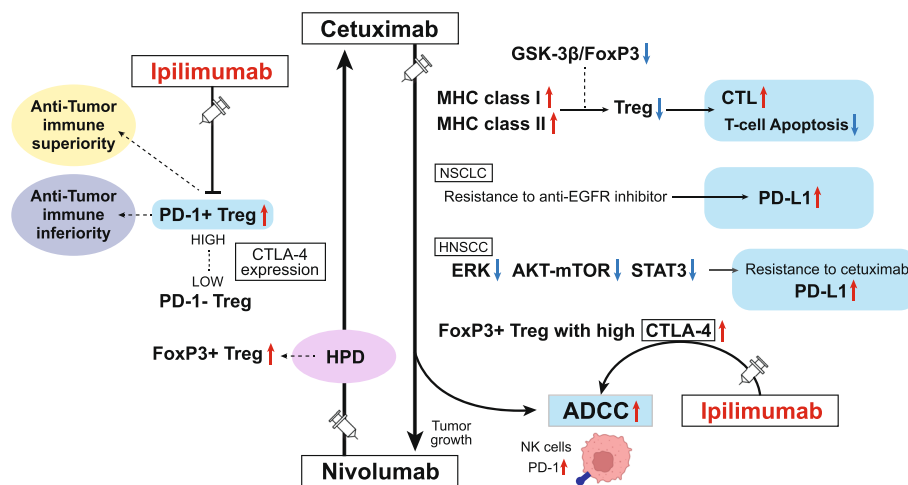 Cetuximab
Ipilimumab
Anti-Tumor
immune
superiority
Anti-Tumor
immune
inferiority
PD-1+ Treg
HIGH
LOW
CTLA-4
expression
PD-1- Treg
FoxP3+ Treg
HPD
Tumor
growth
Nivolumab
GSK-3β/FoxP3
MHC class I
MHC class II
Treg
CTL
T-cell Apoptosis
NSCLC
Resistance to anti-EGFR inhibitor
PD-L1
HNSCC
ERK AKT-mTOR STAT3
Resistance to cetuximab
PD-L1
FoxP3+ Treg with high CTLA-4
ADCC
Ipilimumab
NK cells
PD-1